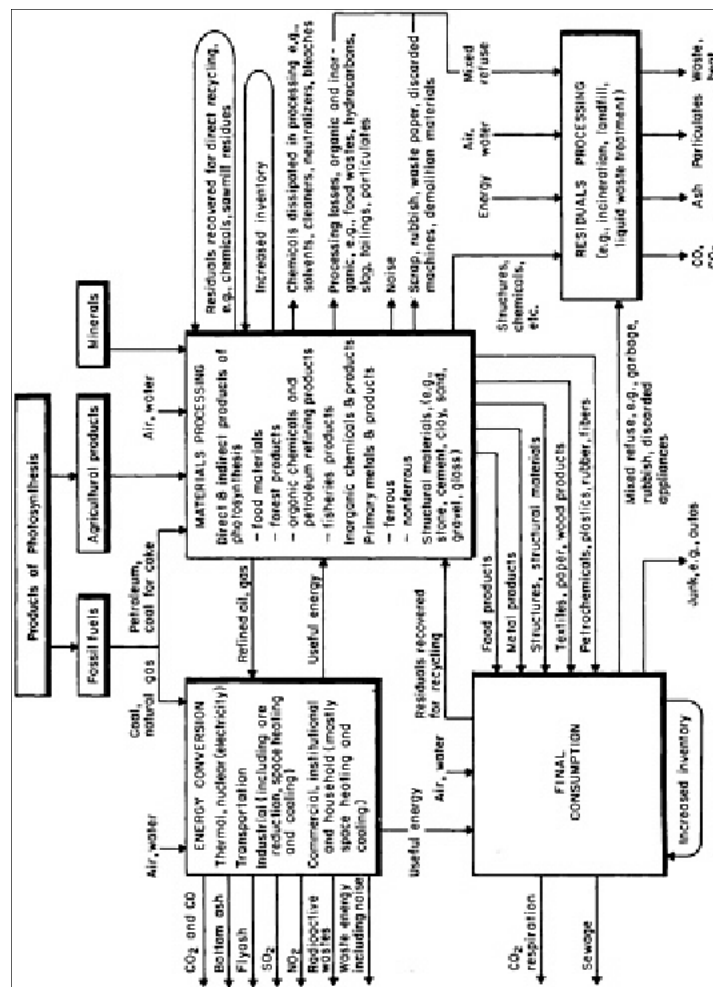 Products of Photosynthesis
Fossil fuels
Agricultural products
Minerals
Coal,
natural gas
Petroleum,
coal for coke
Air, water
Air, water
ENERGY CONVERSION
Thermal, nuclear (electricity)
Transportation
Industrial (including are
reduction, space heating
and cooling)
Commercial, institutional
and household (mostly
space heating and
cooling)
Refined oil, gas
Useful energy
MATERIALS PROCESSING
Direct & indirect products of
photosynthesis
- food materials
- forest products
- organic chemicals and
petroleum refining products
- fisheries products
Inorganic chemicals & products
Primary metals & products
- ferrous
- nonferrous
Structural materials, (e.g.,
stone, cement, clay, sand,
gravel, glass)
Residuals recovered for direct recycling,
e.g., chemicals, sawmill residues
Increased inventory
Chemicals dissipated in processing e.g.,
solvents, cleaners, neutralizers, bleaches
Processing losses, organic and inor-
ganic, e.g., food wastes, hydrocarbons,
slag, tailings, particulates
Noise
Scrap, rubbish, waste paper, discarded
machines, demolition materials
CO2 and CO
Bottom ash
Flyash
SO2
NO2
Radioactive
wastes
Waste energy
including noise
Useful energy
Air, water
Residuals recovered
for recycling
Food products
Metal products
Structures, structural materials
Textiles, paper, wood products
Petrochemicals, plastics, rubber, fibers
Structures,
chemicals,
etc.
Energy
Air,
water
Mixed
refuse
FINAL
CONSUMPTION
CO2
respiration
Sewage
Increased inventory
Junk, e.g., autos
Mixed refuse, e.g., garbage,
rubbish, discarded
appliances
RESIDUALS PROCESSING
(e.g., incineration, landfill,
liquid waste treatment)
CO,
Ash
Particulates
Waste,